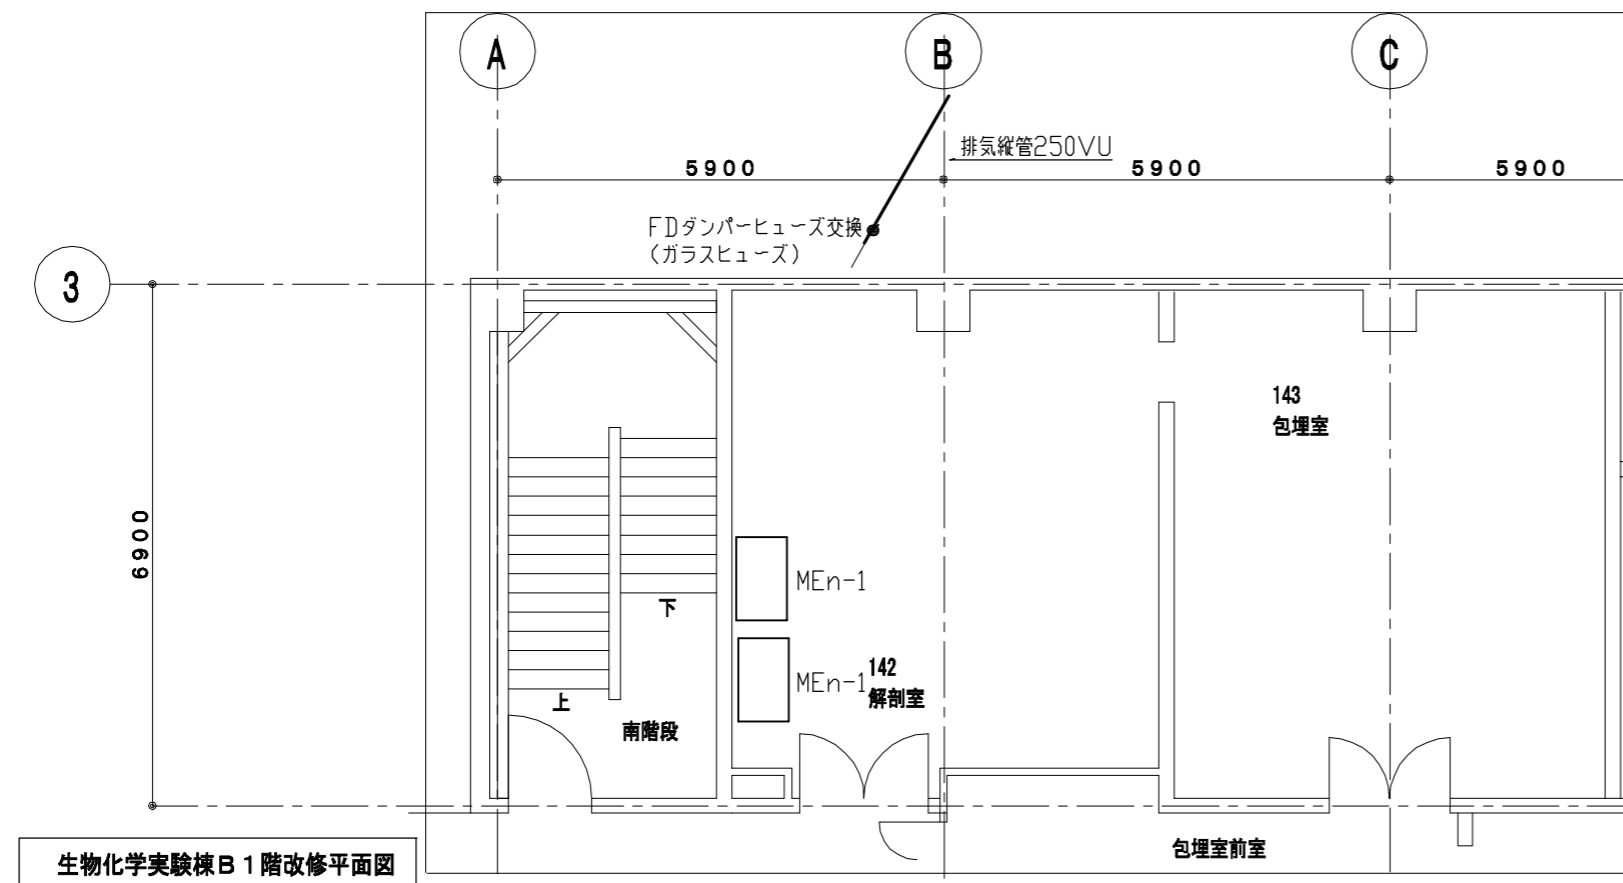 A
B
C
排気縦管250VU
5900
5900
5900
FDダンパーヒューズ交換
(ガラスヒューズ)
3
143
包埋室
6900
MEn-1
下
142
MEn-1
解剖室
上
南階段
包埋室前室
生物化学実験棟B1階改修平面図